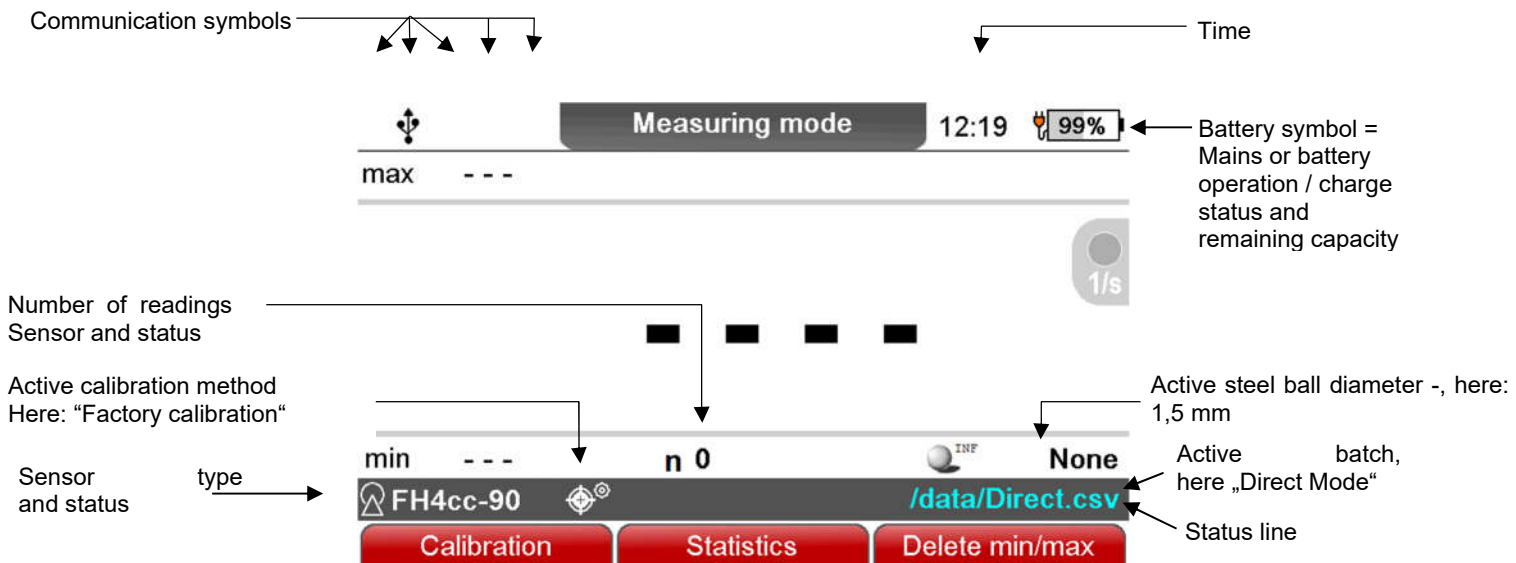 Communication symbols
Time
Measuring mode
12:19
99%
Battery symbol =
Mains or battery
operation / charge
status and
remaining capacity
max - - -
1/s
Number of readings
Sensor and status
- - - -
Active calibration method
Here: “Factory calibration“
Active steel ball diameter -, here:
1,5 mm
min - - -
n 0
INF
None
Sensor type
and status
Active batch,
here „Direct Mode“
FH4cc-90
/data/Direct.csv
Status line
Calibration
Statistics
Delete min/max